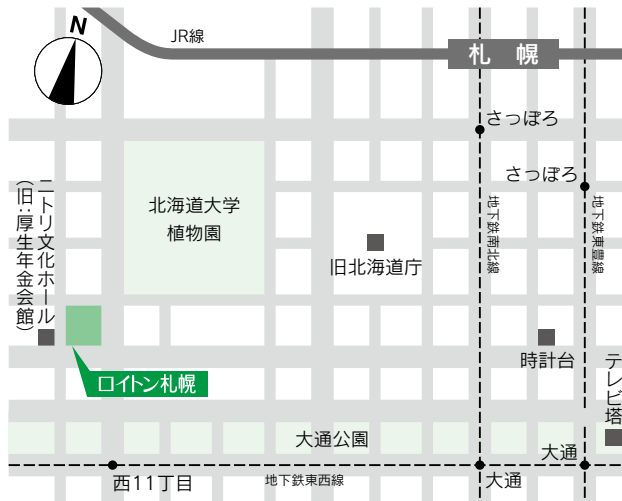 N
JR線
札幌
さっぽろ
さっぽろ
北海道大学
植物園
旧北海道庁
地下鉄南北線
地下鉄東豊線
ニトリ文化ホール
（旧：厚生年金会館）
ロイトン札幌
時計台
テレビ塔
大通公園
西11丁目
地下鉄東西線
大通
大通